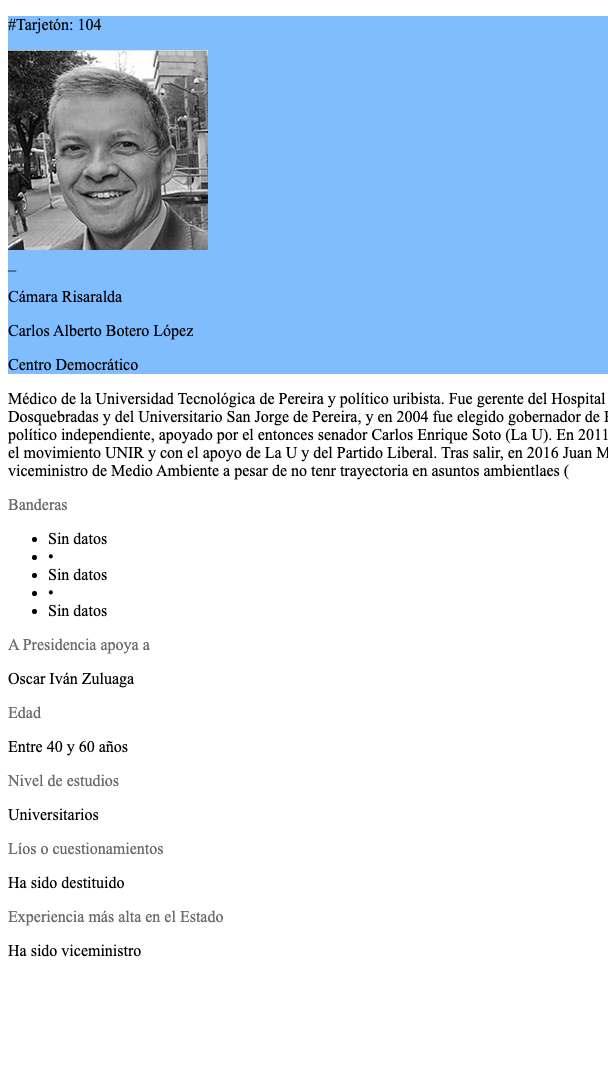 #Tarjetón: 104
_
Cámara Risaralda
Carlos Alberto Botero López
Centro Democrático
Médico de la Universidad Tecnológica de Pereira y político uribista. Fue gerente del Hospital
Dosquebradas y del Universitario San Jorge de Pereira, y en 2004 fue elegido gobernador de
político independiente, apoyado por el entonces senador Carlos Enrique Soto (La U). En 2011
el movimiento UNIR y con el apoyo de La U y del Partido Liberal. Tras salir, en 2016 Juan M
viceministro de Medio Ambiente a pesar de no tenr trayectoria en asuntos ambientlaes (
Banderas
• Sin datos
• •
• Sin datos
• •
• Sin datos
A Presidencia apoya a
Oscar Iván Zuluaga
Edad
Entre 40 y 60 años
Nivel de estudios
Universitarios
Líos o cuestionamientos
Ha sido destituido
Experiencia más alta en el Estado
Ha sido viceministro